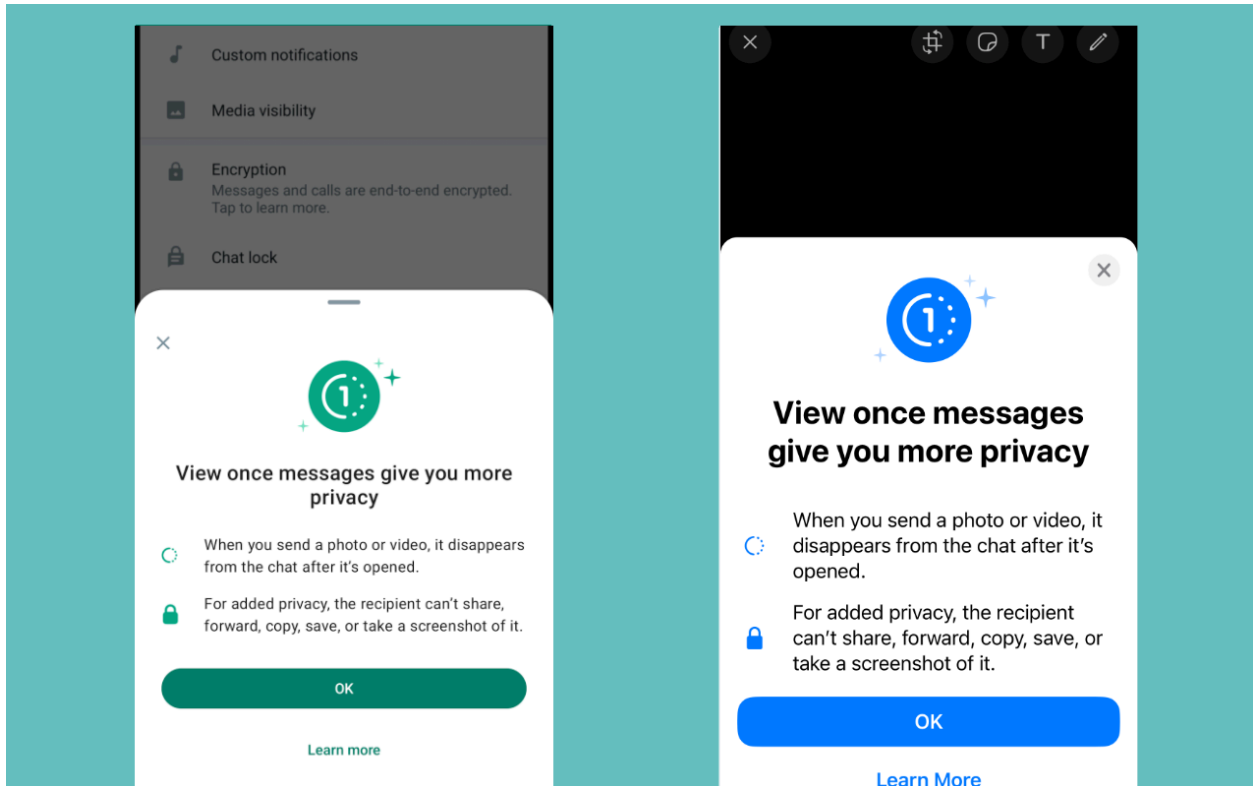 Custom notifications
Media visibility
Encryption
Messages and calls are end-to-end encrypted.
Tap to learn more.
Chat lock
1
View once messages give you more
privacy
When you send a photo or video, it disappears
from the chat after it's opened.
For added privacy, the recipient can't share,
forward, copy, save, or take a screenshot of it.
OK
Learn more
T
1
View once messages
give you more privacy
When you send a photo or video, it
disappears from the chat after it's
opened.
For added privacy, the recipient
can't share, forward, copy, save, or
take a screenshot of it.
OK
Learn More